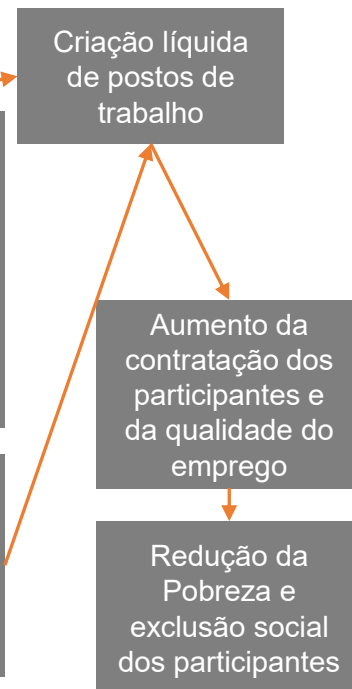 Criação líquida
de postos de
trabalho
Aumento da
contratação dos
participantes e
da qualidade do
emprego
Redução da
Pobreza e
exclusão social
dos participantes